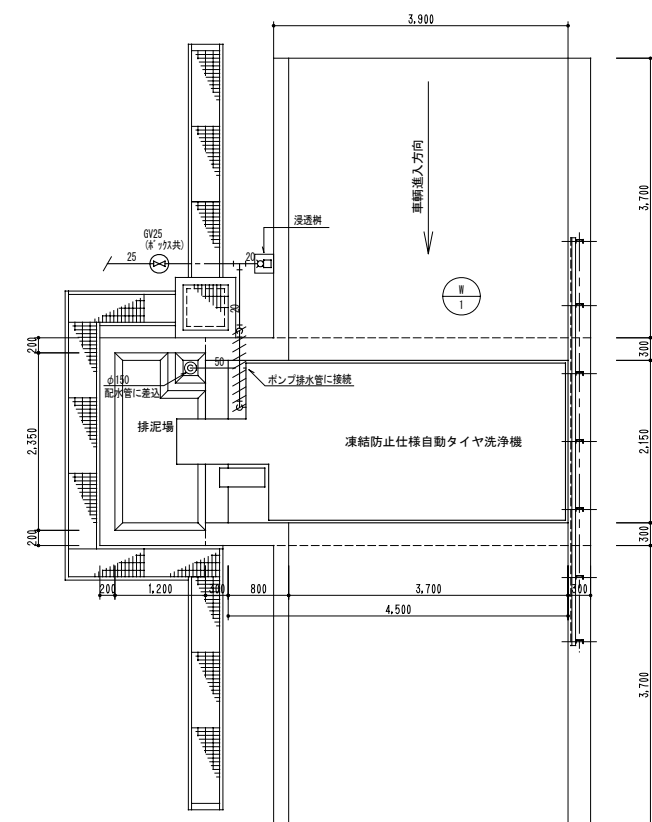 3,900
車輌進入方向
3,700
浸透桝
GV25
(ﾎﾞｯｸｽ共)
25
20
20
W
1
200
300
50
ポンプ排水管に接続
φ150
配水管に差込
排泥場
凍結防止仕様自動タイヤ洗浄機
2,350
2,150
200
300
200
1,200
300
800
3,700
300
4,500
3,700